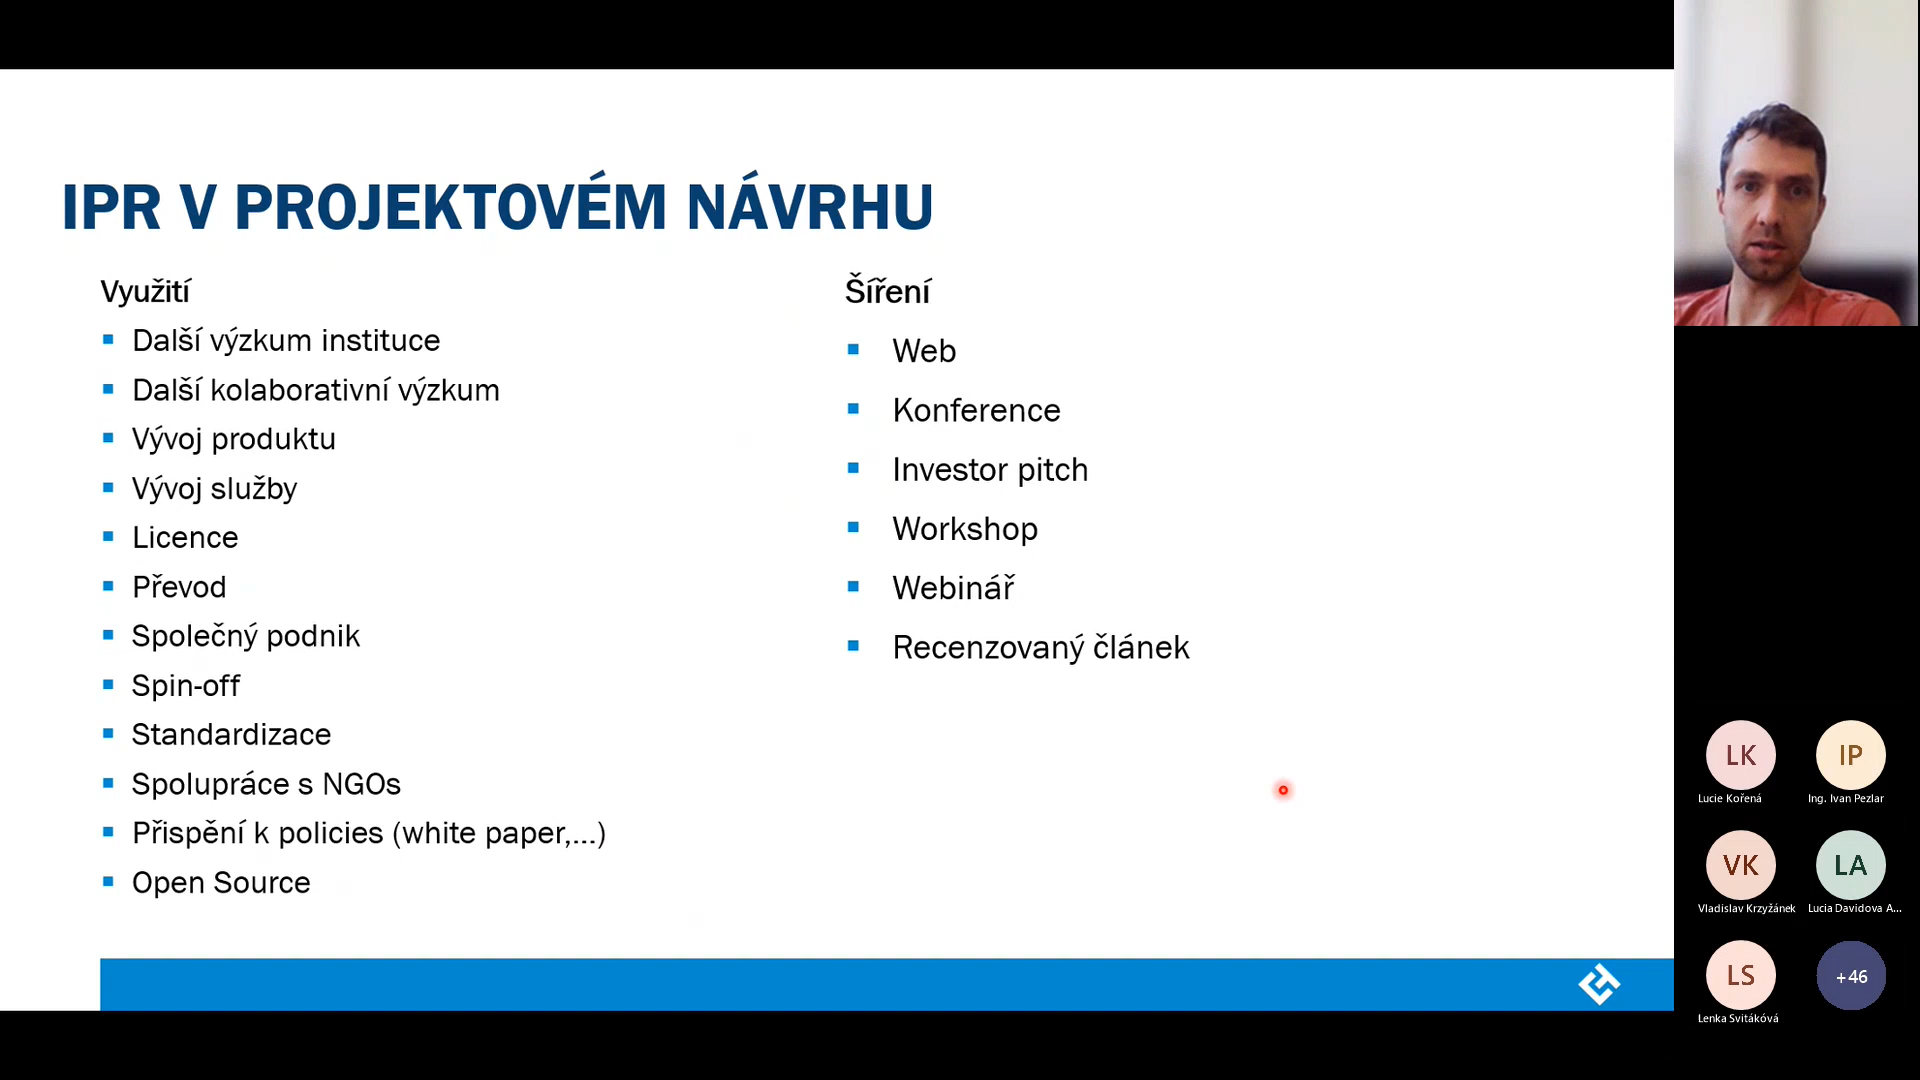 IPR V PROJEKTOVÉM NÁVRHU
Využití
Další výzkum instituce
Další kolaborativní výzkum
Vývoj produktu
Vývoj služby
Licence
Převod
Společný podnik
Spin-off
Standardizace
Spolupráce s NGOs
Přispění k policies (white paper,...)
Open Source
Šíření
Web
Konference
Investor pitch
Workshop
Webinář
Recenzovaný článek
LK
Lucie Kořená
IP
Ing. Ivan Pezlar
VK
Vladislav Krzyžánek
LA
Lucia Davidova A...
LS
Lenka Svitáková
+46